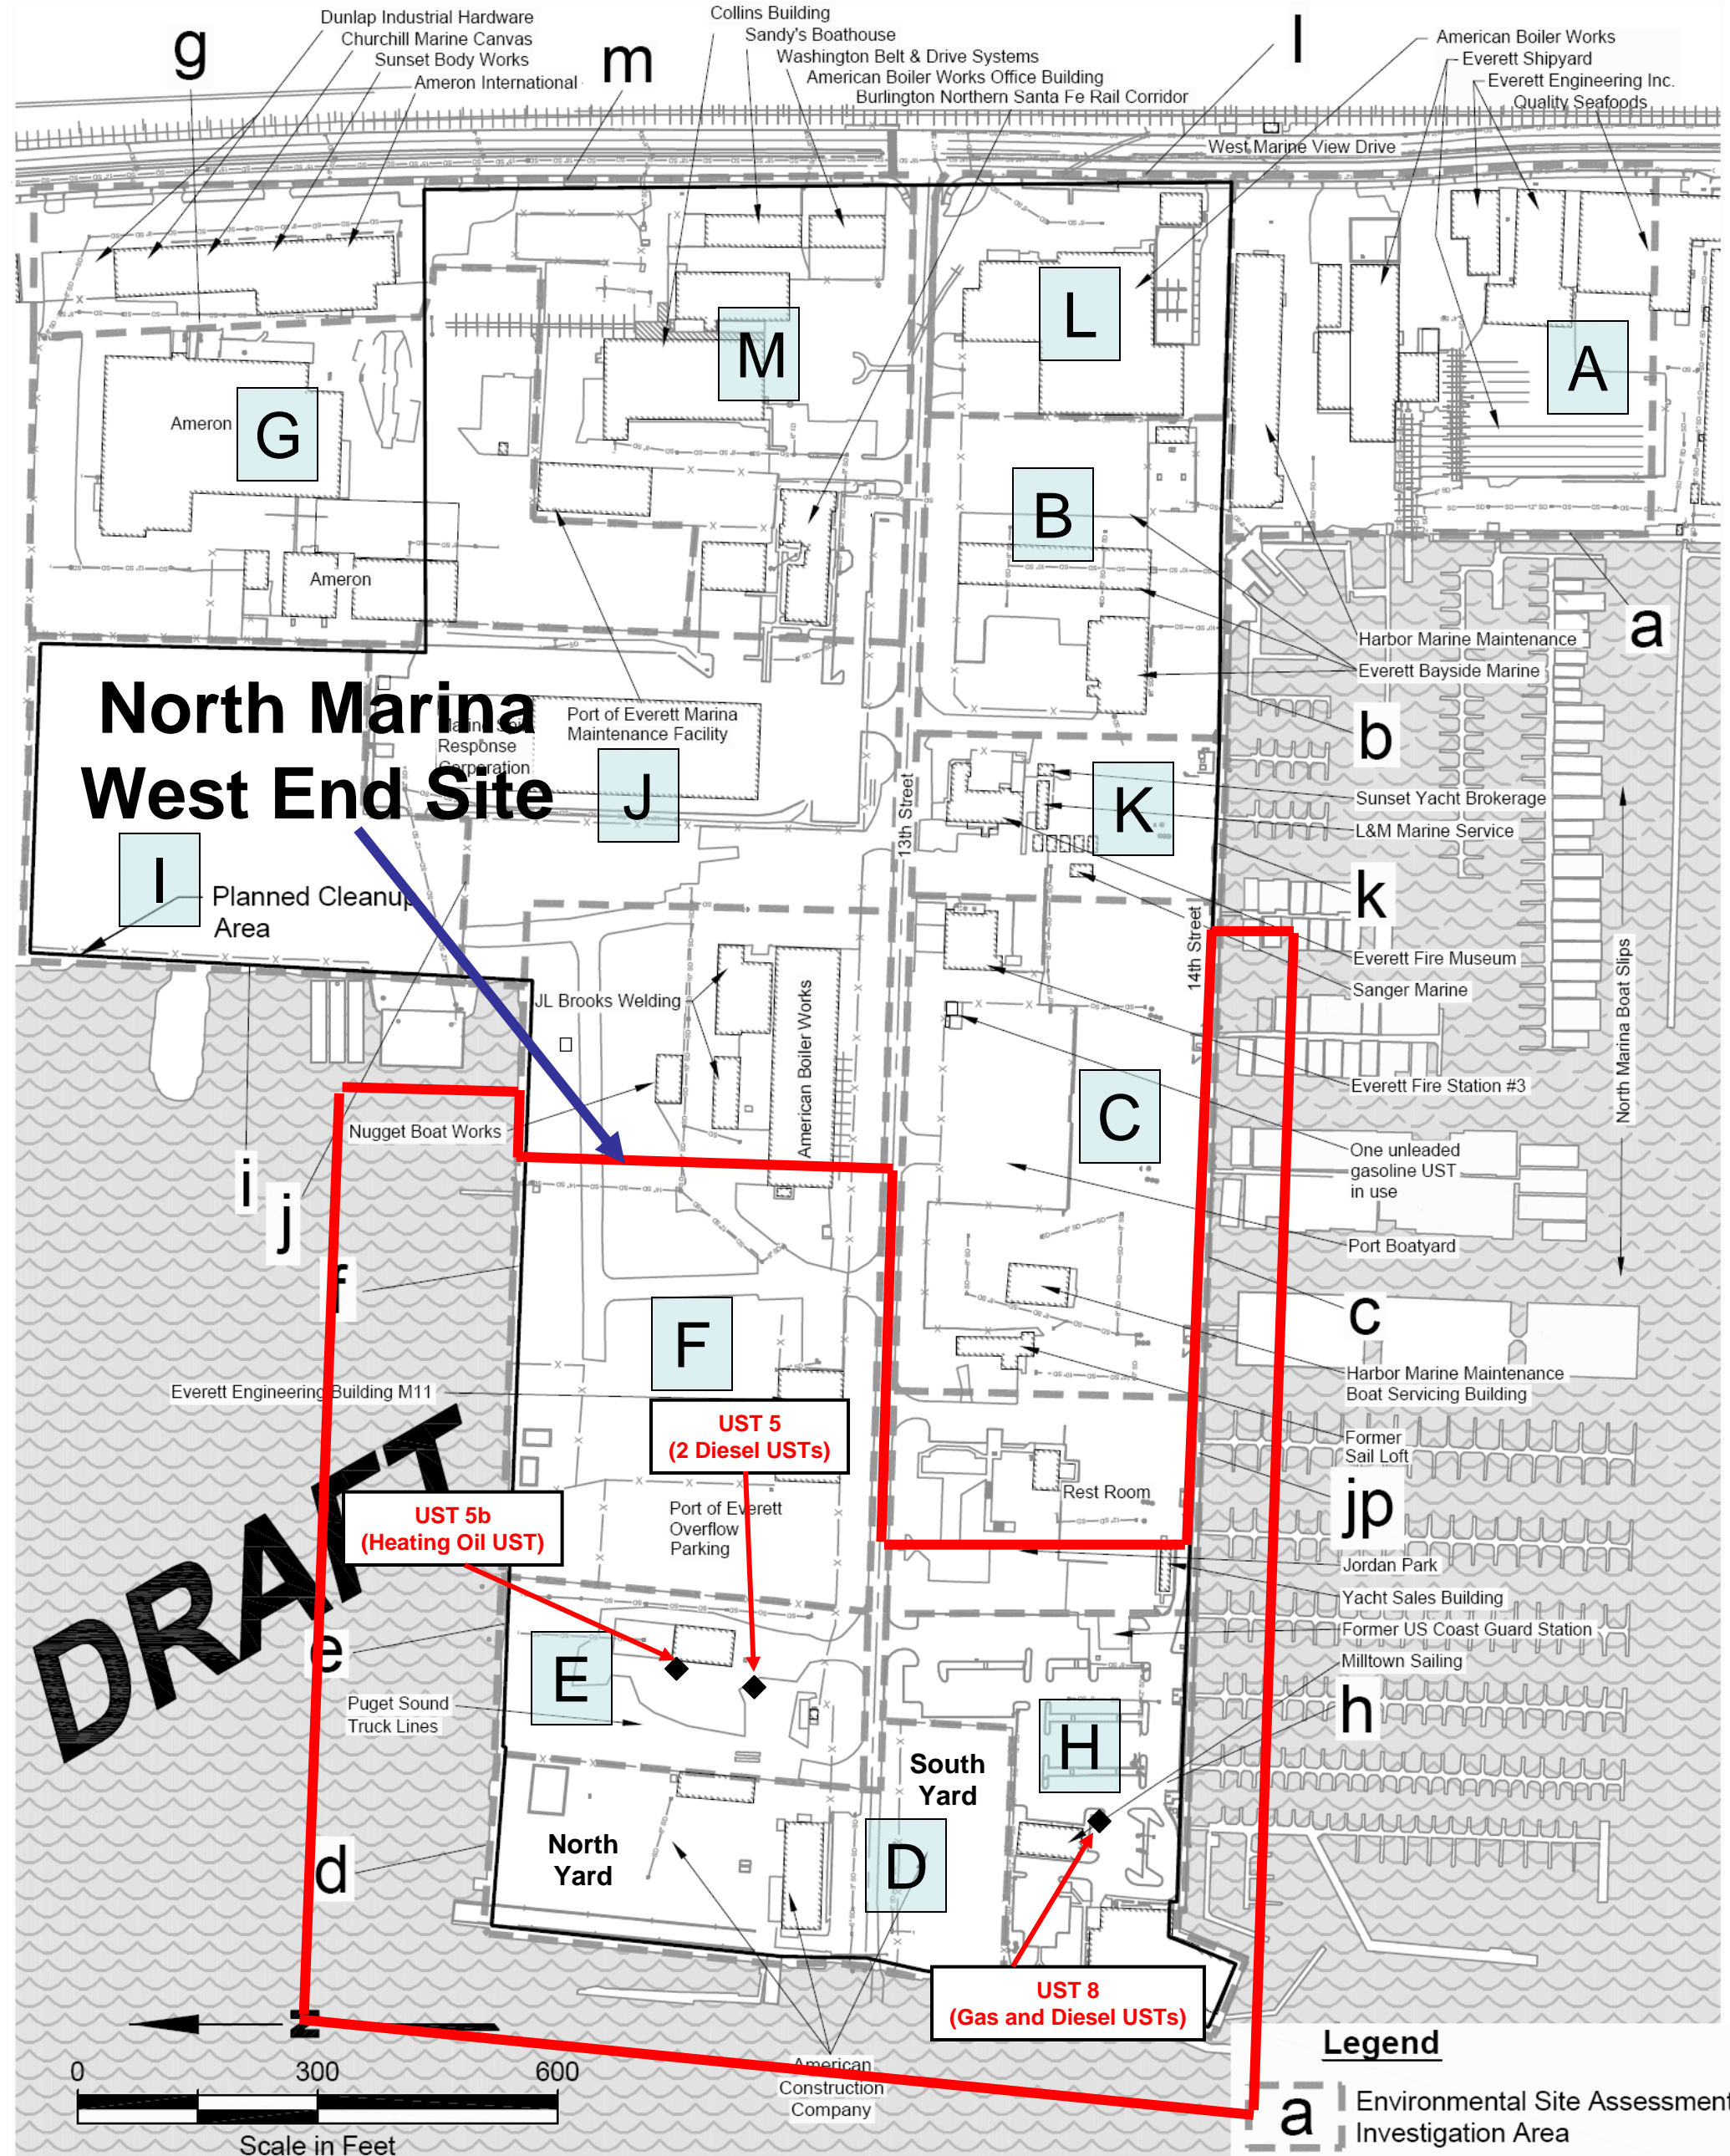 Dunlap Industrial Hardware
Churchill Marine Canvas
Sunset Body Works
Ameron International
Collins Building
Sandy's Boathouse
Washington Belt & Drive Systems
American Boiler Works Office Building
Burlington Northern Santa Fe Rail Corridor
American Boiler Works
Everett Shipyard
Everett Engineering Inc.
Quality Seafoods
g
m
l
West Marine View Drive
L
M
A
Ameron
G
B
Ameron
a
Harbor Marine Maintenance
Everett Bayside Marine
North Marina
West End Site
Marine Spill
Response
Corporation
Port of Everett Marina
Maintenance Facility
J
b
13th Street
K
Sunset Yacht Brokerage
L&M Marine Service
I
Planned Cleanup
Area
k
14th Street
Everett Fire Museum
Sanger Marine
North Marina Boat Slips
JL Brooks Welding
American Boiler Works
Everett Fire Station #3
Nugget Boat Works
C
One unleaded
gasoline UST
in use
i
j
Port Boatyard
f
c
F
Harbor Marine Maintenance
Boat Servicing Building
Everett Engineering Building M11
UST 5
(2 Diesel USTs)
Former
Sail Loft
DRAFT
UST 5b
(Heating Oil UST)
Port of Everett
Overflow
Parking
Rest Room
jp
Jordan Park
Yacht Sales Building
Former US Coast Guard Station
Milltown Sailing
e
E
Puget Sound
Truck Lines
h
H
South
Yard
North
Yard
d
D
UST 8
(Gas and Diesel USTs)
N
American
Construction
Company
0 300 600
Scale in Feet
Legend
a
Environmental Site Assessment
Investigation Area